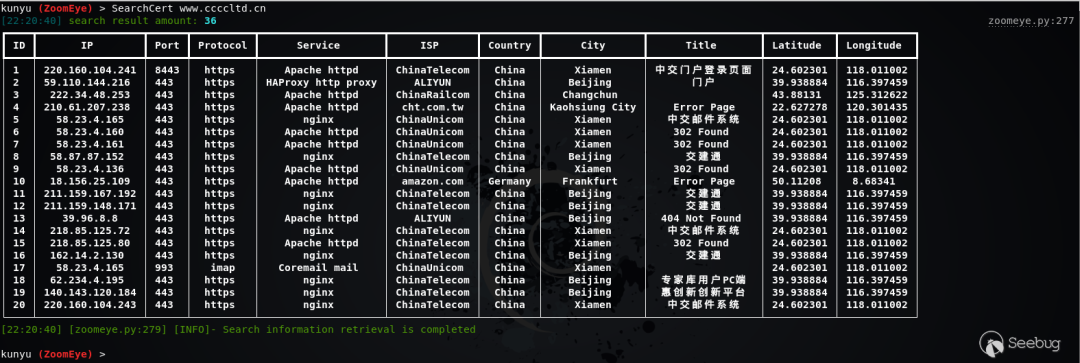 kunyu (ZoomEye) > SearchCert www.ccccltd.cn
[22:20:40] search result amount: 36 zoomeye.py:277
ID IP Port Protocol Service ISP Country City Title Latitude Longitude
1 220.160.104.241 8443 https Apache httpd ChinaTelecom China Xiamen 中交门户登录页面 24.602301 118.011002
2 59.110.144.216 443 https HAProxy http proxy ALIYUN China Beijing 门户 39.938884 116.397459
3 222.34.48.253 443 https Apache httpd ChinaRailcom China Changchun 43.88131 125.312622
4 210.61.207.238 443 https Apache httpd cht.com.tw China Kaohsiung City Error Page 22.627278 120.301435
5 58.23.4.165 443 https nginx ChinaUnicom China Xiamen 中交邮件系统 24.602301 118.011002
6 58.23.4.160 443 https Apache httpd ChinaUnicom China Xiamen 302 Found 24.602301 118.011002
7 58.23.4.161 443 https Apache httpd ChinaUnicom China Xiamen 302 Found 24.602301 118.011002
8 58.87.87.152 443 https nginx ChinaTelecom China Beijing 交建通 39.938884 116.397459
9 58.23.4.136 443 https Apache httpd ChinaUnicom China Xiamen 302 Found 24.602301 118.011002
10 18.156.25.109 443 https Apache httpd amazon.com Germany Frankfurt Error Page 50.11208 8.68341
11 211.159.167.192 443 https nginx ChinaTelecom China Beijing 交建通 39.938884 116.397459
12 211.159.148.171 443 https nginx ChinaTelecom China Beijing 交建通 39.938884 116.397459
13 39.96.8.8 443 https Apache httpd ALIYUN China Beijing 404 Not Found 39.938884 116.397459
14 218.85.125.72 443 https nginx ChinaTelecom China Xiamen 中交邮件系统 24.602301 118.011002
15 218.85.125.80 443 https Apache httpd ChinaTelecom China Xiamen 302 Found 24.602301 118.011002
16 162.14.2.130 443 https nginx ChinaTelecom China Beijing 交建通 39.938884 116.397459
17 58.23.4.165 993 imap Coremail mail ChinaUnicom China Xiamen 24.602301 118.011002
18 62.234.4.195 443 https nginx ChinaTelecom China Beijing 专家库用户PC端 39.938884 116.397459
19 140.143.120.184 443 https nginx ChinaTelecom China Beijing 惠创新创新平台 39.938884 116.397459
20 220.160.104.243 443 https nginx ChinaTelecom China Xiamen 中交邮件系统 24.602301 118.011002
[22:20:40] [zoomeye.py:279] [INFO]- Search information retrieval is completed
kunyu (ZoomEye) >
Seebug